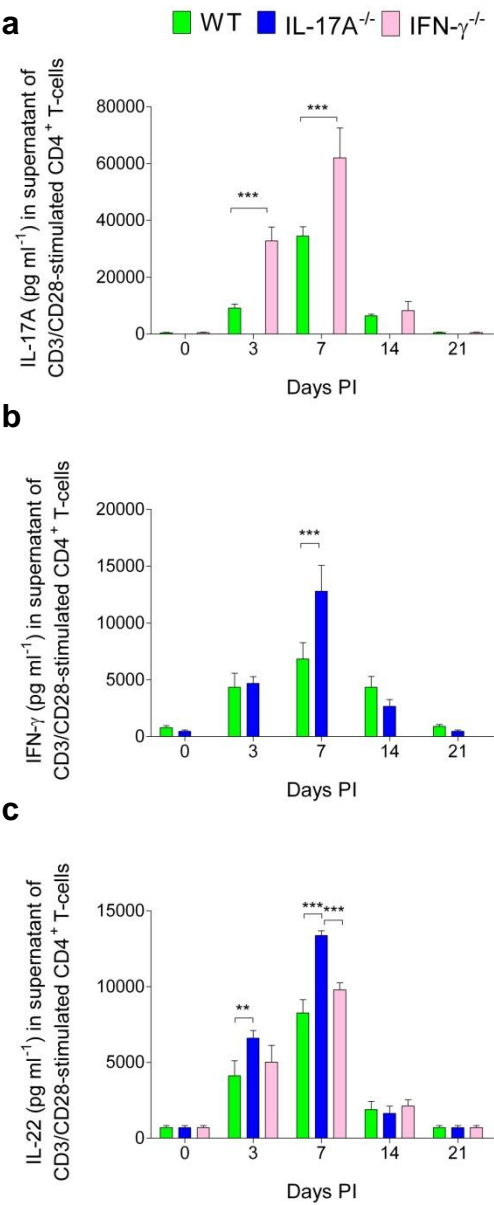 a
WT IL-17A-/- IFN-γ-/-
IL-17A (pg ml-1) in supernatant of
CD3/CD28-stimulated CD4+ T-cells
80000
60000
40000
20000
0
***
***
0 3 7 14 21
Days PI
b
IFN-γ (pg ml-1) in supernatant of
CD3/CD28-stimulated CD4+ T-cells
20000
15000
10000
5000
0
***
0 3 7 14 21
Days PI
c
IL-22 (pg ml-1) in supernatant of
CD3/CD28-stimulated CD4+ T-cells
15000
10000
5000
0
**
*** ***
0 3 7 14 21
Days PI